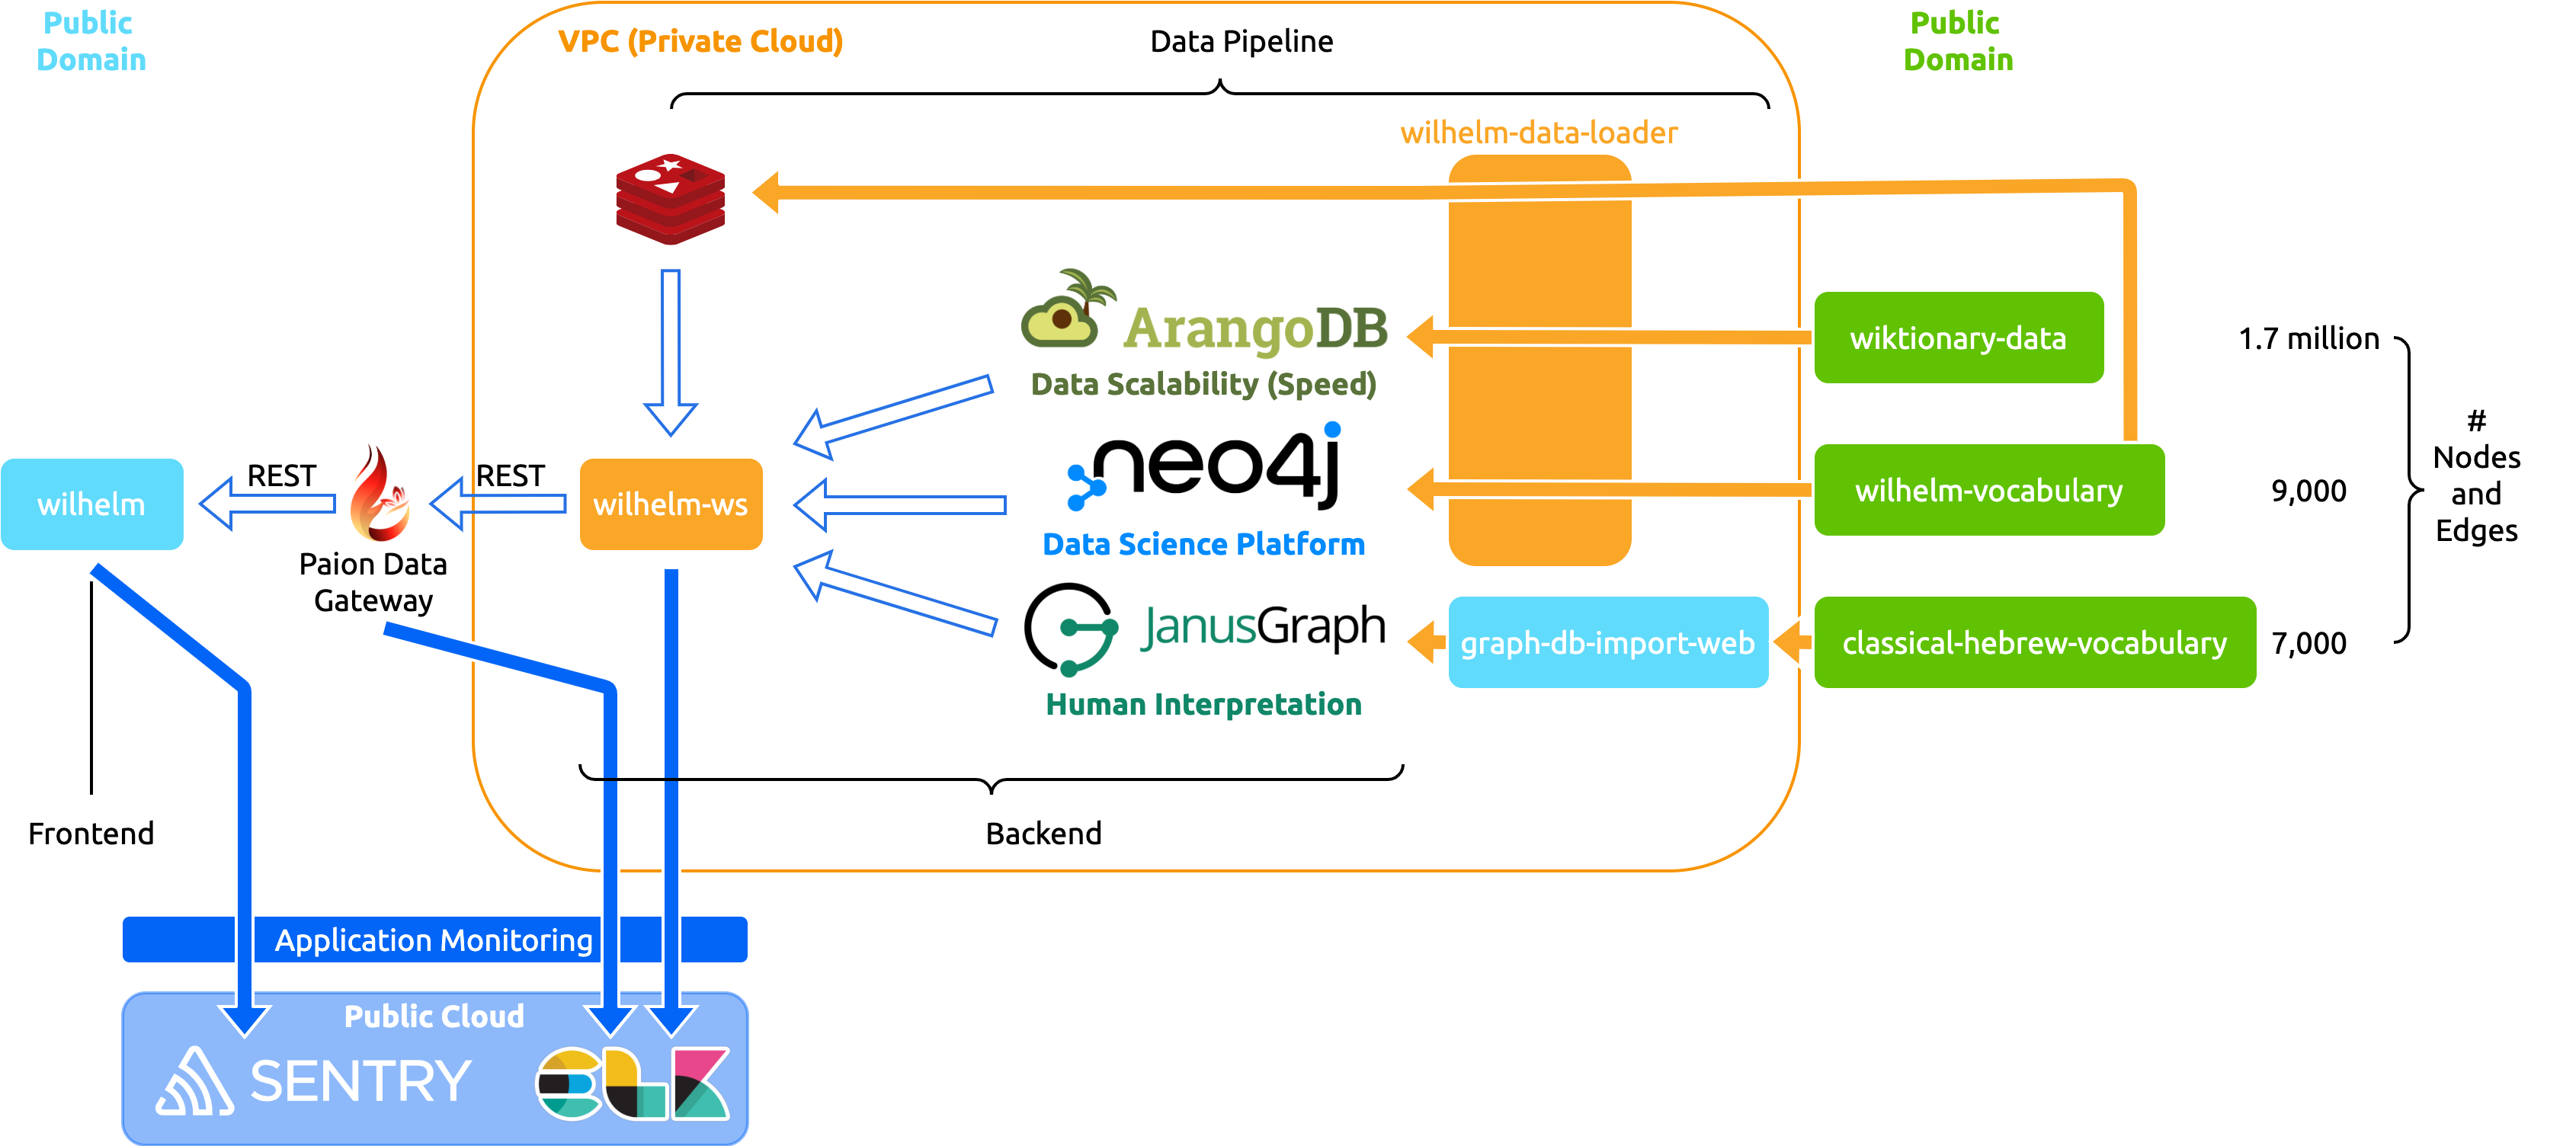 Public
Domain
VPC (Private Cloud)
Data Pipeline
Public
Domain
wilhelm-data-loader
ArangoDB
Data Scalability (Speed)
wiktionary-data
1.7 million
neo4j
Data Science Platform
wilhelm-vocabulary
9,000
#
Nodes
and
Edges
wilhelm
REST
REST
Paion Data
Gateway
wilhelm-ws
JanusGraph
Human Interpretation
graph-db-import-web
classical-hebrew-vocabulary
7,000
Frontend
Backend
Application Monitoring
Public Cloud
SENTRY
ELK